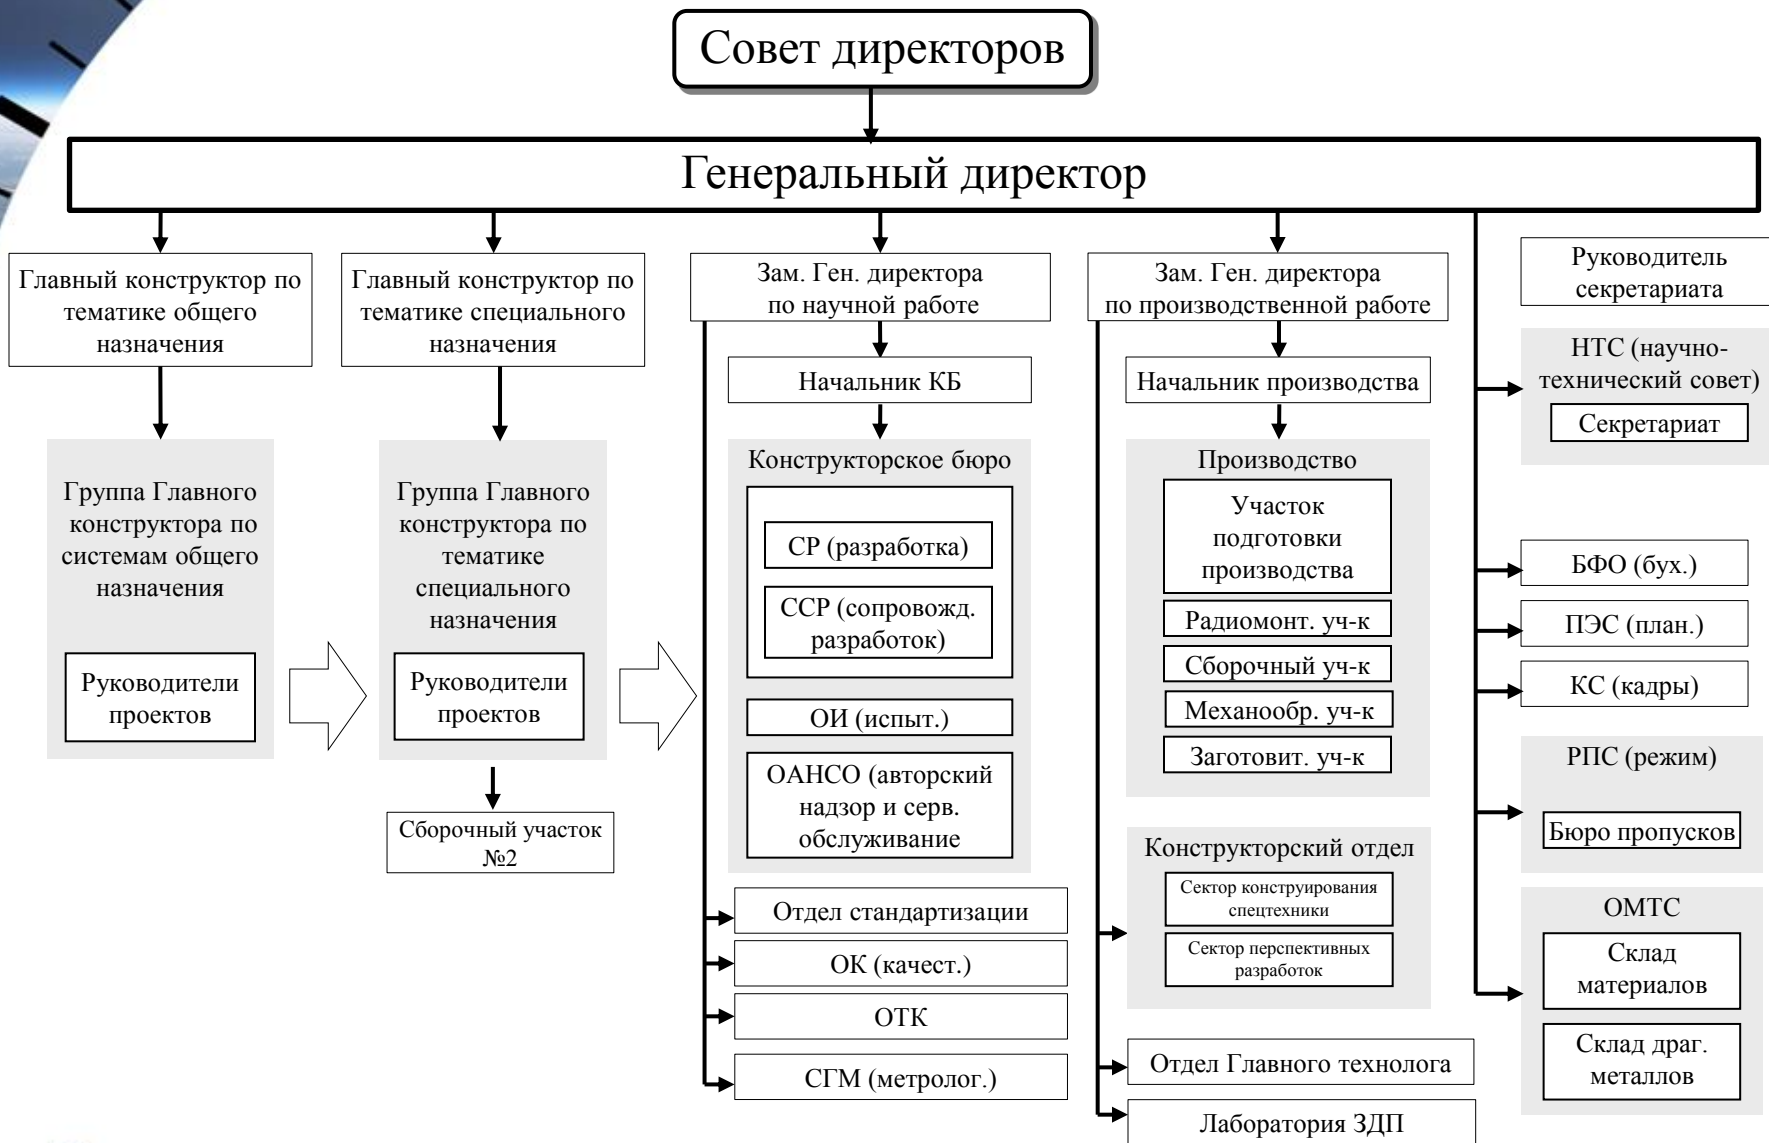 Совет директоров
Генеральный директор
Главный конструктор по
тематике общего
назначения
Группа Главного
конструктора по
системам общего
назначения
Руководители
проектов
Главный конструктор по
тематике специального
назначения
Группа Главного
конструктора по
тематике
специального
назначения
Руководители
проектов
Сборочный участок
№2
Зам. Ген. директора
по научной работе
Начальник КБ
Конструкторское бюро
СР (разработка)
ССР (сопровожд.
разработок)
ОИ (испыт.)
ОАНСО (авторский
надзор и серв.
обслуживание
Отдел стандартизации
ОК (качест.)
ОТК
СГМ (метролог.)
Зам. Ген. директора
по производственной работе
Начальник производства
Производство
Участок
подготовки
производства
Радиомонт. уч-к
Сборочный уч-к
Механообр. уч-к
Заготовит. уч-к
Конструкторский отдел
Сектор конструирования
спецтехники
Сектор перспективных
разработок
Отдел Главного технолога
Лаборатория ЗДП
Руководитель
секретариата
НТС (научно-
технический совет)
Секретариат
БФО (бух.)
ПЭС (план.)
КС (кадры)
РПС (режим)
Бюро пропусков
ОМТС
Склад
материалов
Склад драг.
металлов